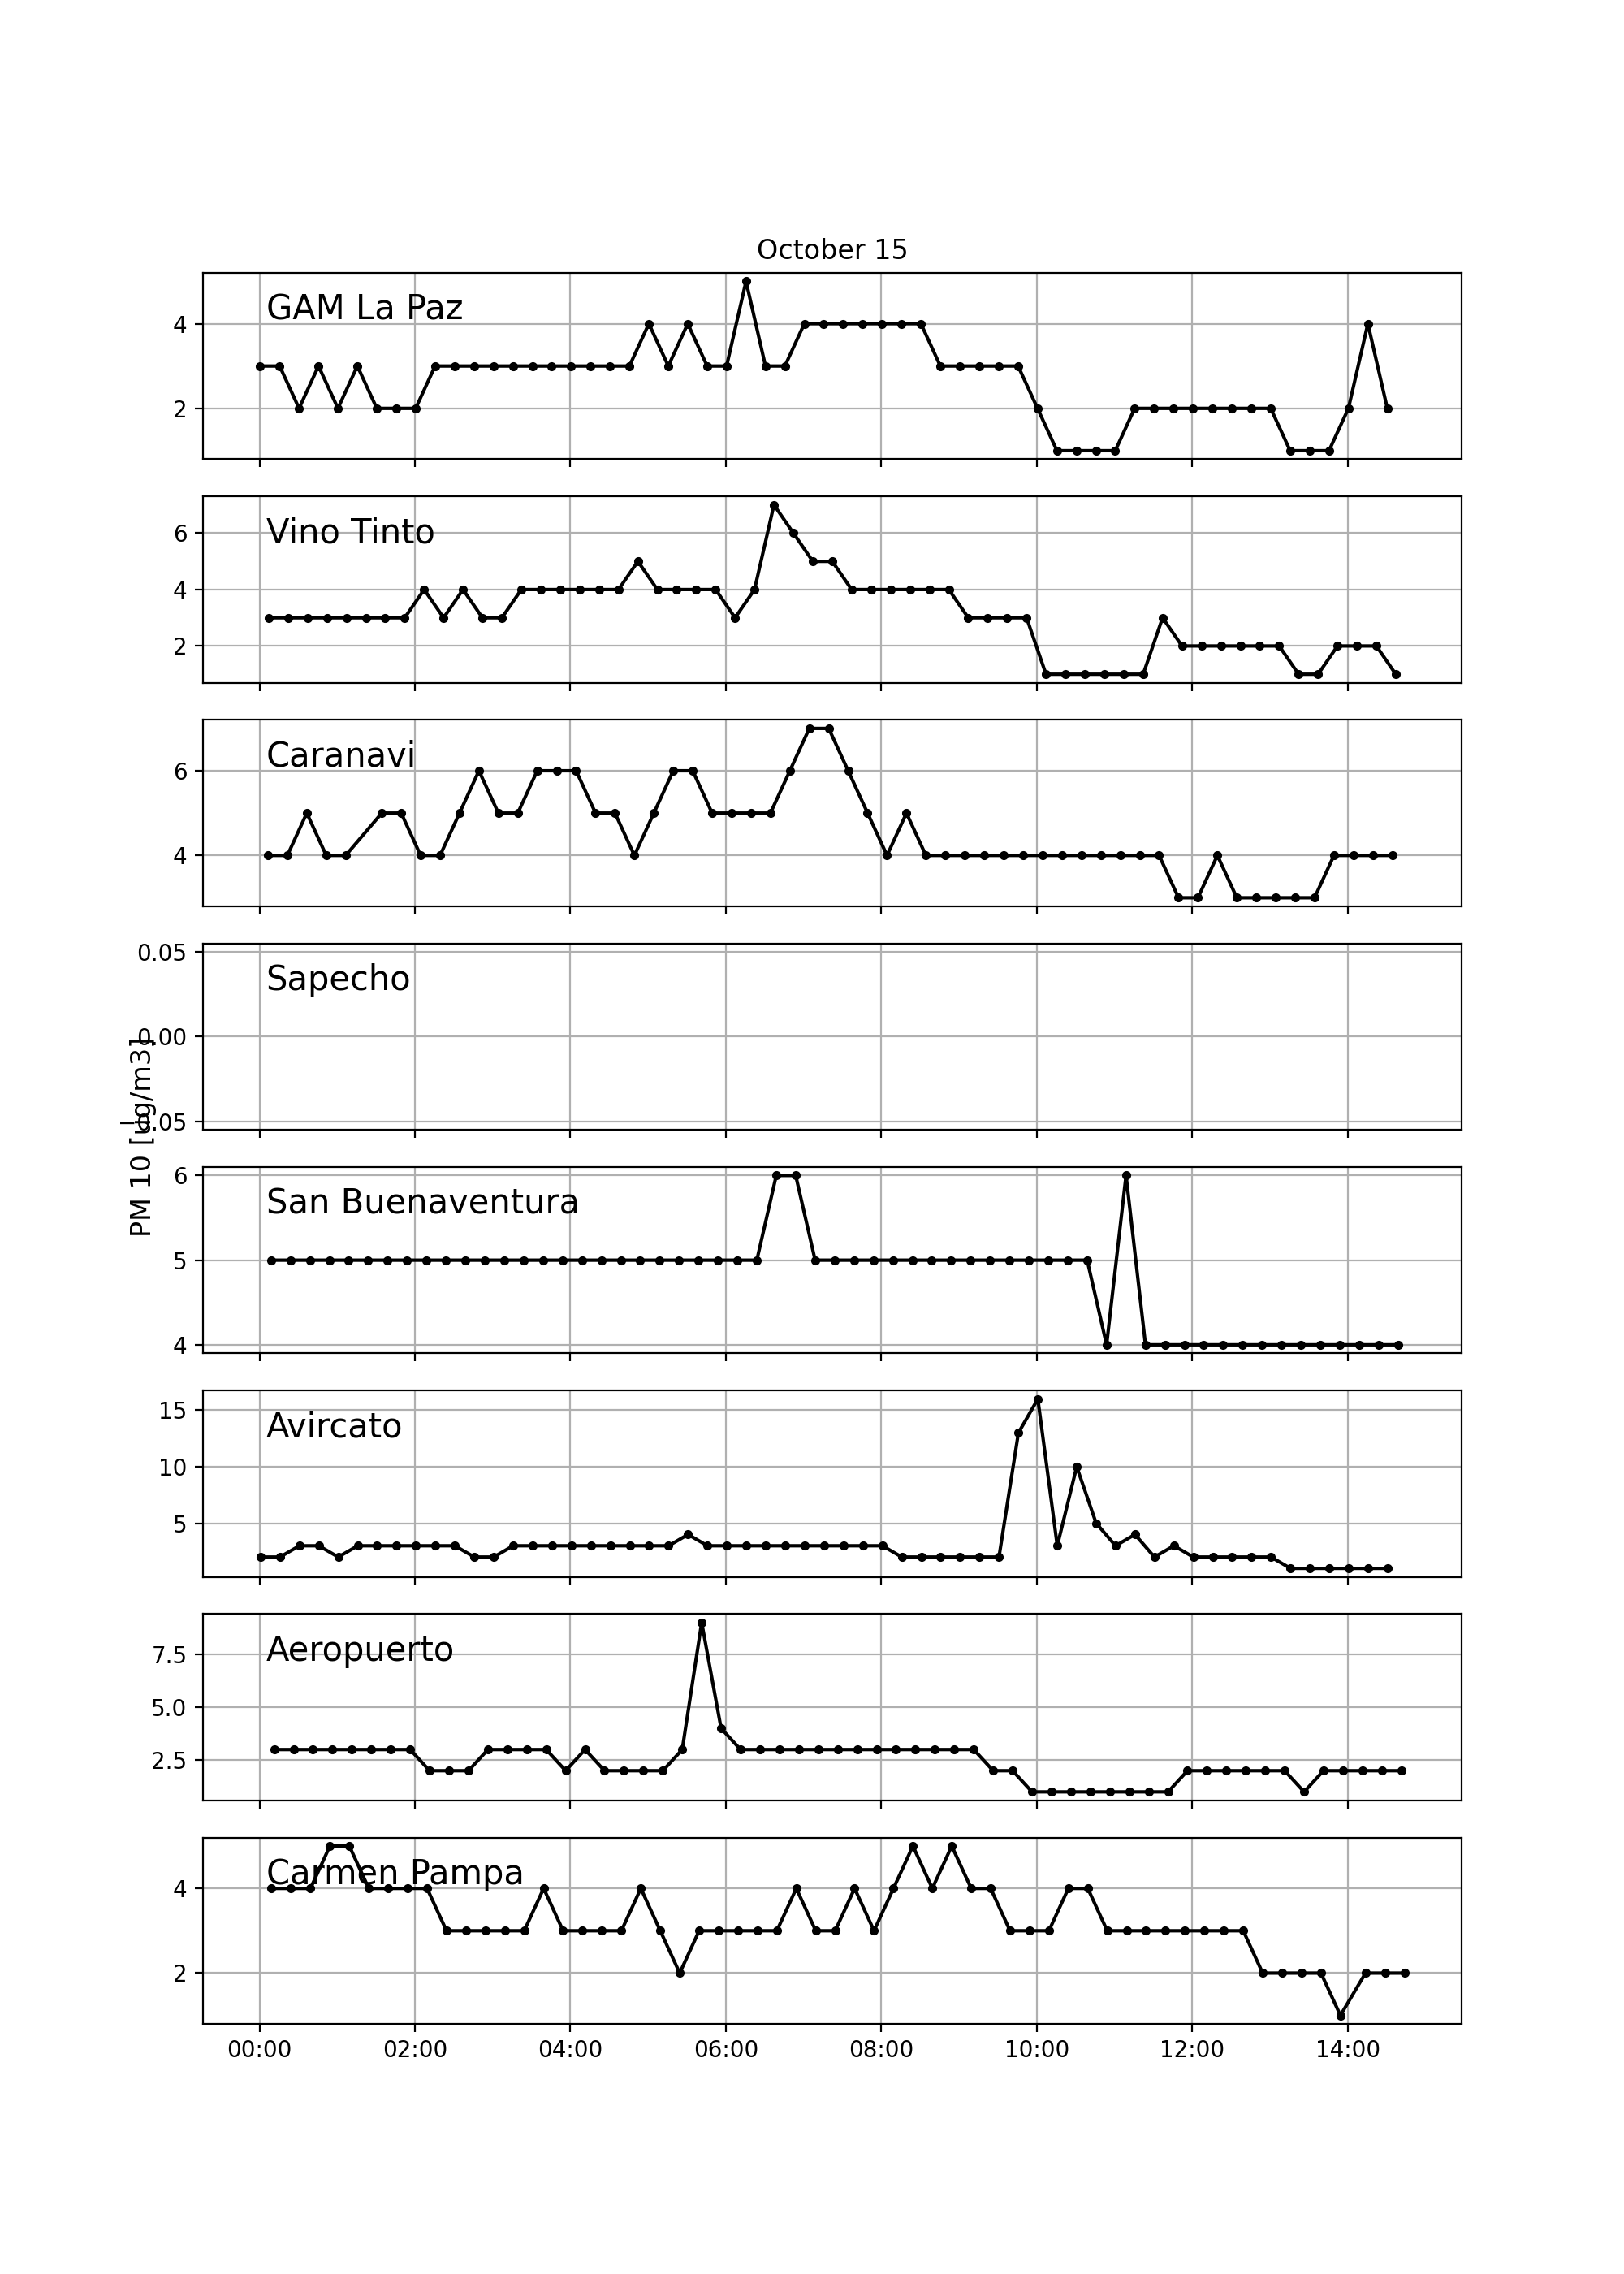 October 15
GAM La Paz
4
2
Vino Tinto
6
4
2
Caranavi
6
4
PM 10 [ug/m3]
Sapecho
0.05
0.00
−0.05
San Buenaventura
6
5
4
Avircato
15
10
5
Aeropuerto
7.5
5.0
2.5
Carmen Pampa
4
2
00:00 02:00 04:00 06:00 08:00 10:00 12:00 14:00